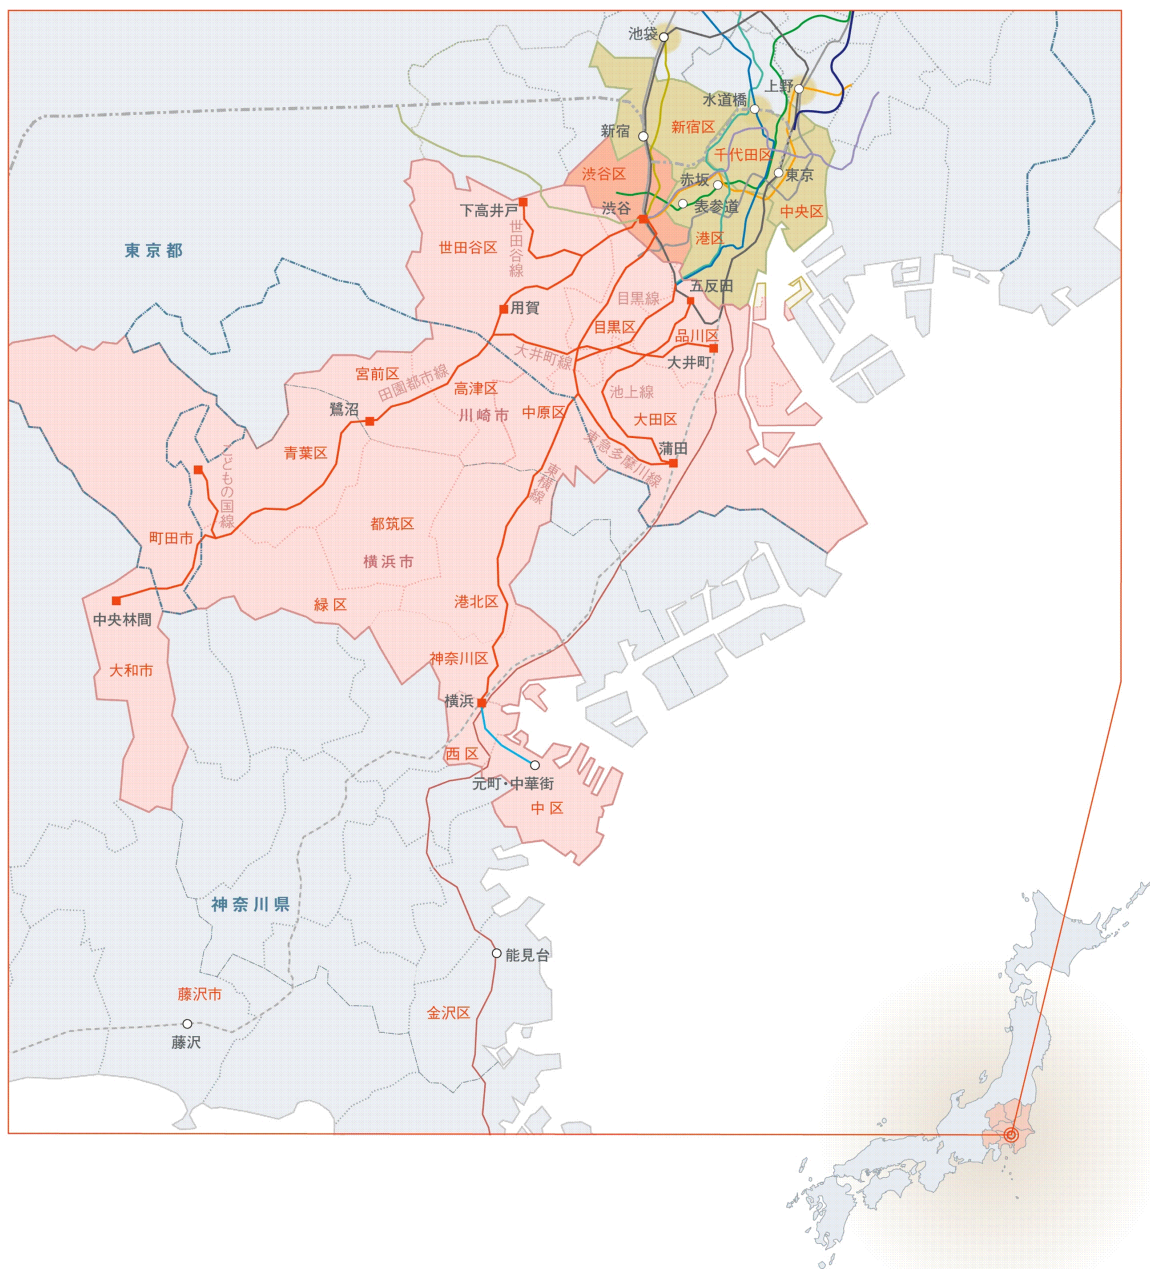 池袋
上野
水道橋
新宿
新宿区
千代田区
渋谷区
赤坂
東京
下高井戸
渋谷
表参道
中央区
世田谷線
世田谷区
港区
東京都
五反田
目黒線
用賀
目黒区
品川区
大井町線
大井町
宮前区
田園都市線
高津区
池上線
鷺沼
川崎市
中原区
大田区
青葉区
東急多摩川線
蒲田
こどもの国線
東横線
都筑区
町田市
横浜市
緑区
港北区
中央林間
神奈川区
大和市
横浜
西区
元町・中華街
中区
神奈川県
能見台
藤沢市
金沢区
藤沢